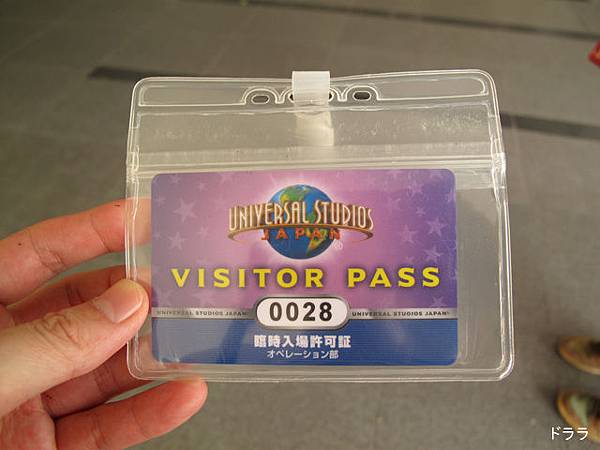 UNIVERSAL STUDIOS
JAPAN®
VISITOR PASS
UNIVERSAL STUDIOS JAPAN® 0028 UNIVERSAL STUDIOS JAPAN®
臨時入場許可証
オペレーション部
ドララ